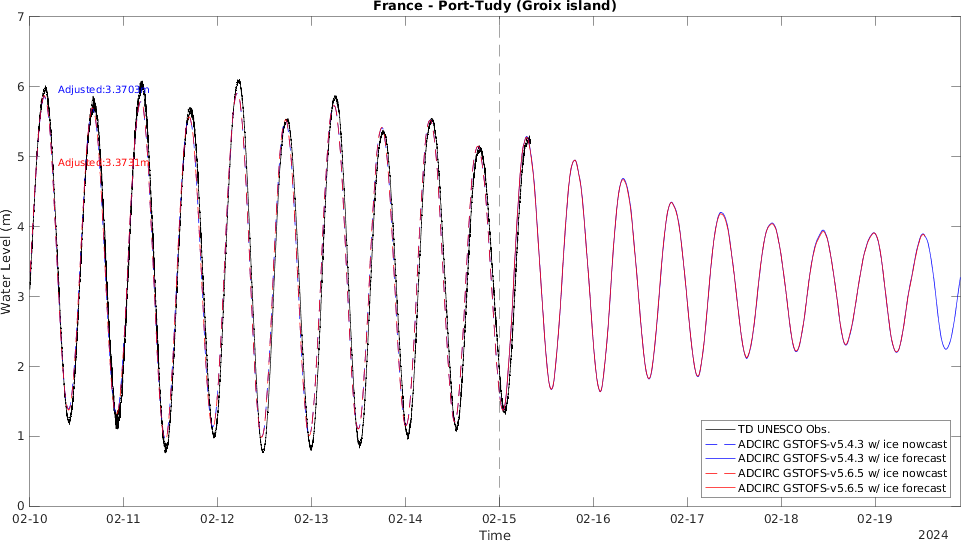 France - Port-Tudy (Groix island)
7
6
5
4
3
2
1
0
Water Level (m)
Adjusted:3.3703m
Adjusted:3.3731m
TD UNESCO Obs.
ADCIRC GSTOFS-v5.4.3 w/ ice nowcast
ADCIRC GSTOFS-v5.4.3 w/ ice forecast
ADCIRC GSTOFS-v5.6.5 w/ ice nowcast
ADCIRC GSTOFS-v5.6.5 w/ ice forecast
02-10 02-11 02-12 02-13 02-14 02-15 02-16 02-17 02-18 02-19
Time
2024